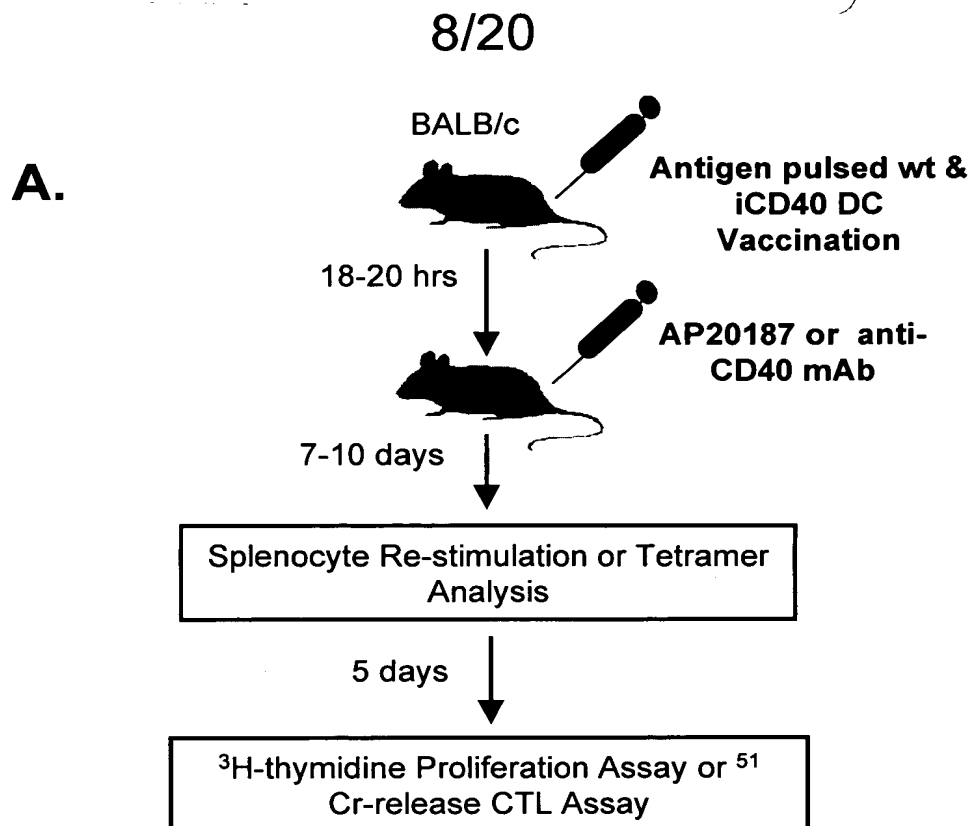 8/20
A.
BALB/c
Antigen pulsed wt &
iCD40 DC
Vaccination
18-20 hrs
AP20187 or anti-
CD40 mAb
7-10 days
Splenocyte Re-stimulation or Tetramer
Analysis
5 days
³H-thymidine Proliferation Assay or ⁵¹
Cr-release CTL Assay